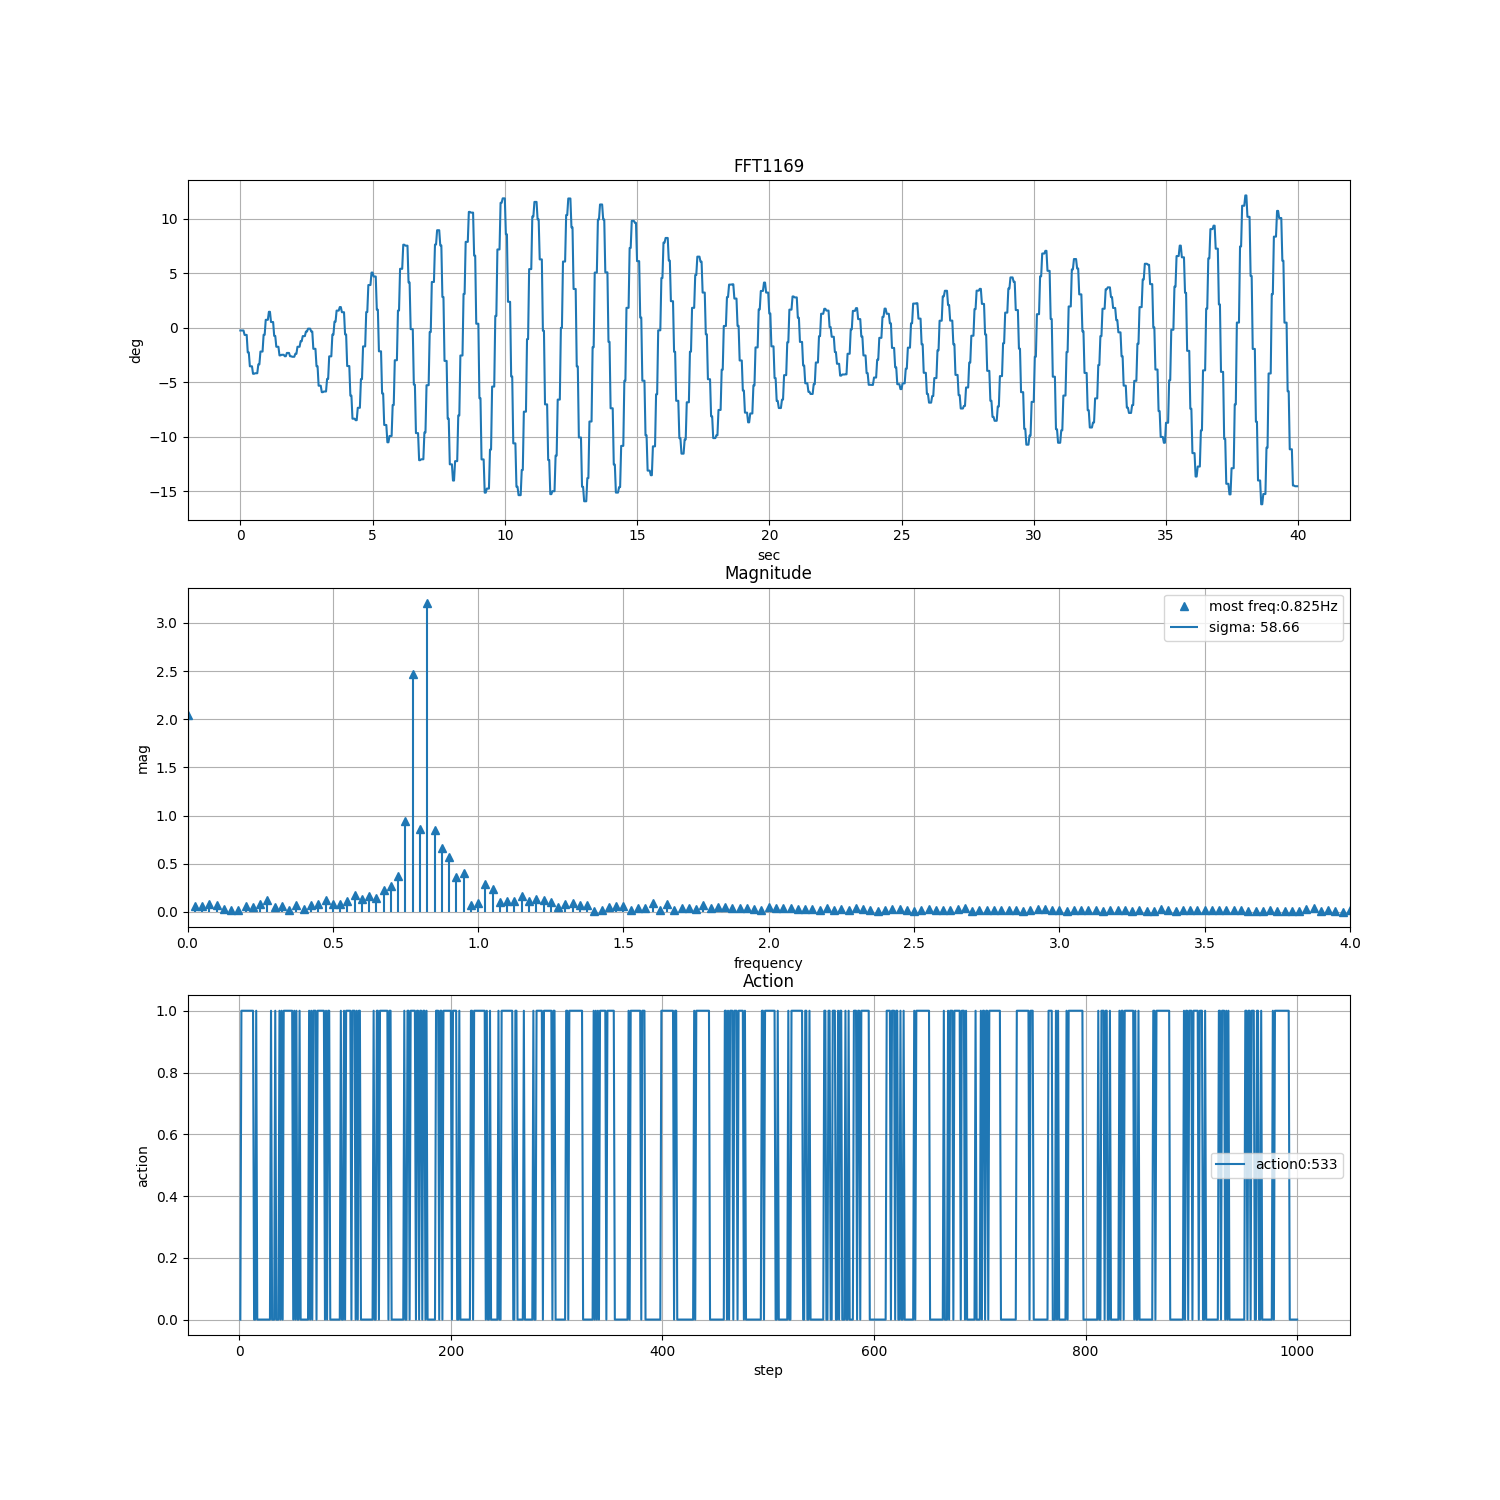 FFT1169
10
5
0
−5
−10
−15
deg
0 5 10 15 20 25 30 35 40
sec
Magnitude
most freq:0.825Hz
sigma: 58.66
3.0
2.5
2.0
1.5
1.0
0.5
0.0
mag
0.0 0.5 1.0 1.5 2.0 2.5 3.0 3.5 4.0
frequency
Action
1.0
0.8
0.6
0.4
0.2
0.0
action
action0:533
0 200 400 600 800 1000
step